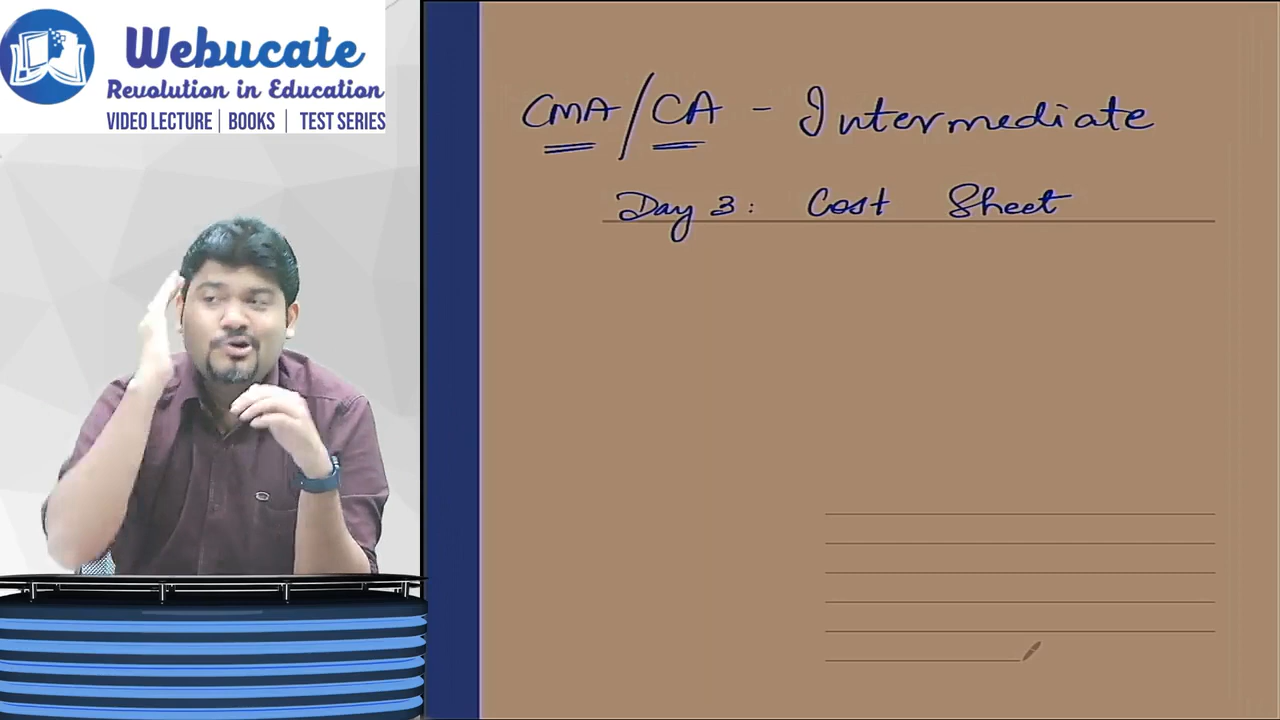 Webucate
Revolution in Education
VIDEO LECTURE | BOOKS | TEST SERIES
CMA/CA - Intermediate
Day 3: Cost Sheet